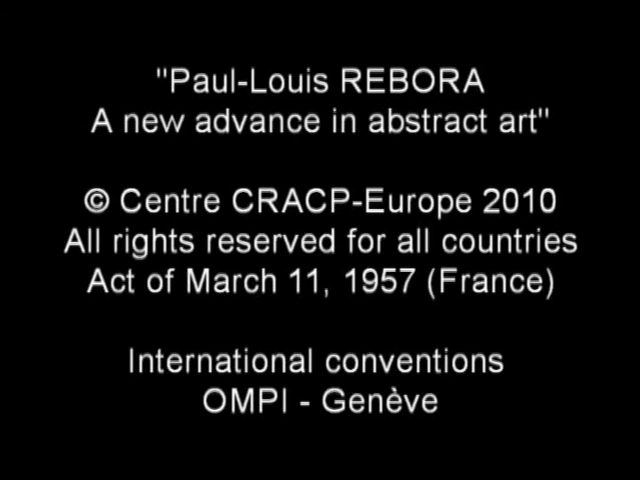 "Paul-Louis REBORA
A new advance in abstract art"
© Centre CRACP-Europe 2010
All rights reserved for all countries
Act of March 11, 1957 (France)
International conventions
OMPI - Genève